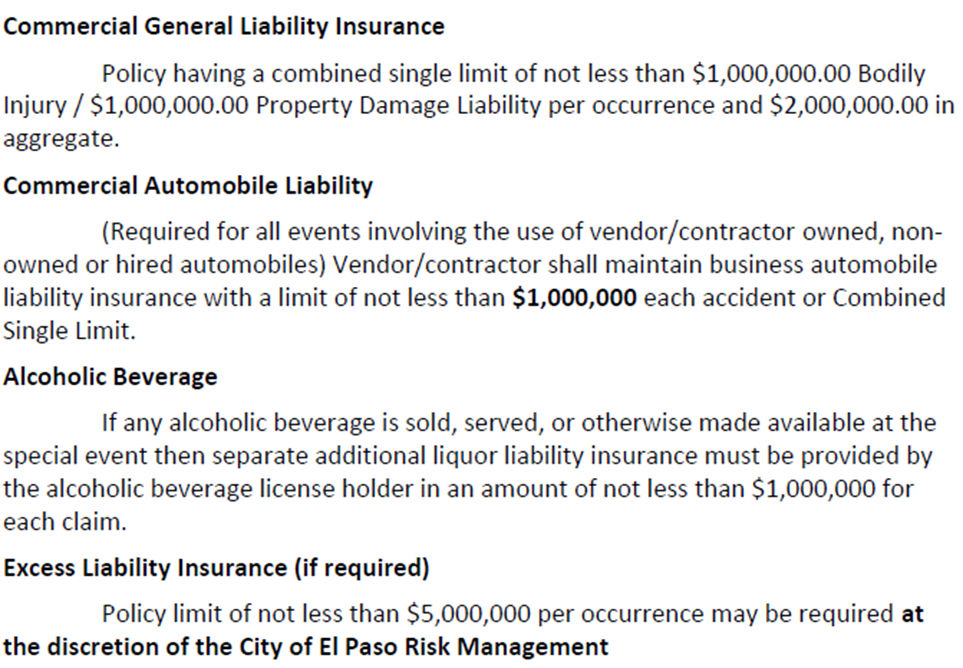 Commercial General Liability Insurance
Policy having a combined single limit of not less than $1,000,000.00 Bodily
Injury / $1,000,000.00 Property Damage Liability per occurrence and $2,000,000.00 in
aggregate.
Commercial Automobile Liability
(Required for all events involving the use of vendor/contractor owned, non-
owned or hired automobiles) Vendor/contractor shall maintain business automobile
liability insurance with a limit of not less than $1,000,000 each accident or Combined
Single Limit.
Alcoholic Beverage
If any alcoholic beverage is sold, served, or otherwise made available at the
special event then separate additional liquor liability insurance must be provided by
the alcoholic beverage license holder in an amount of not less than $1,000,000 for
each claim.
Excess Liability Insurance (if required)
Policy limit of not less than $5,000,000 per occurrence may be required at
the discretion of the City of El Paso Risk Management